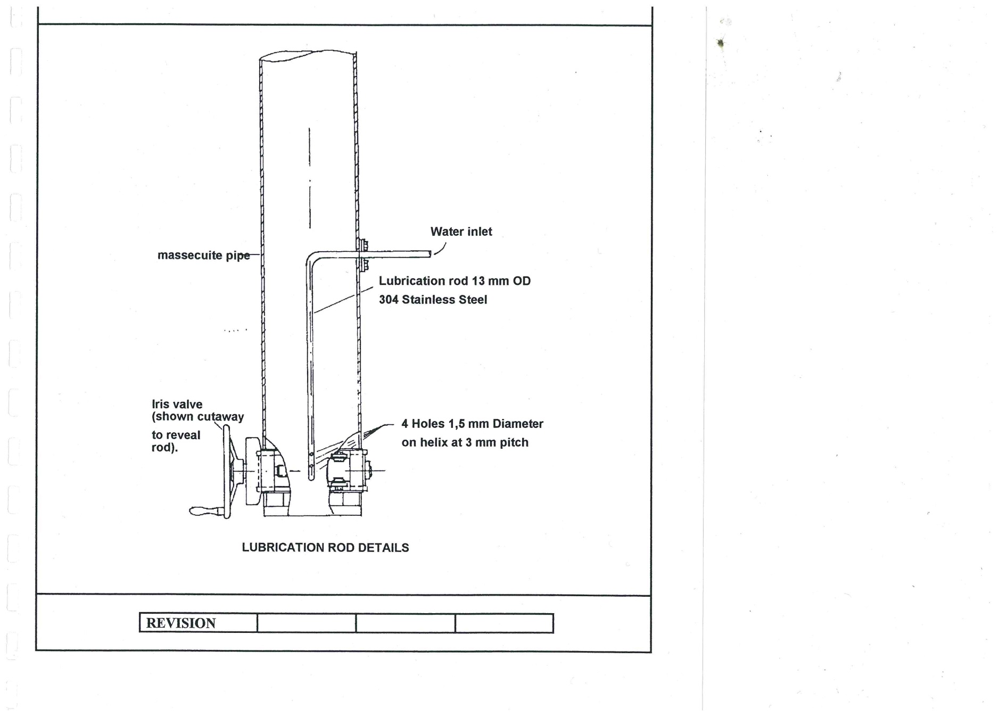 Water inlet
massecuite pipe
Lubrication rod 13 mm OD
304 Stainless Steel
Iris valve
(shown cutaway
to reveal
rod).
4 Holes 1,5 mm Diameter
on helix at 3 mm pitch
LUBRICATION ROD DETAILS
REVISION